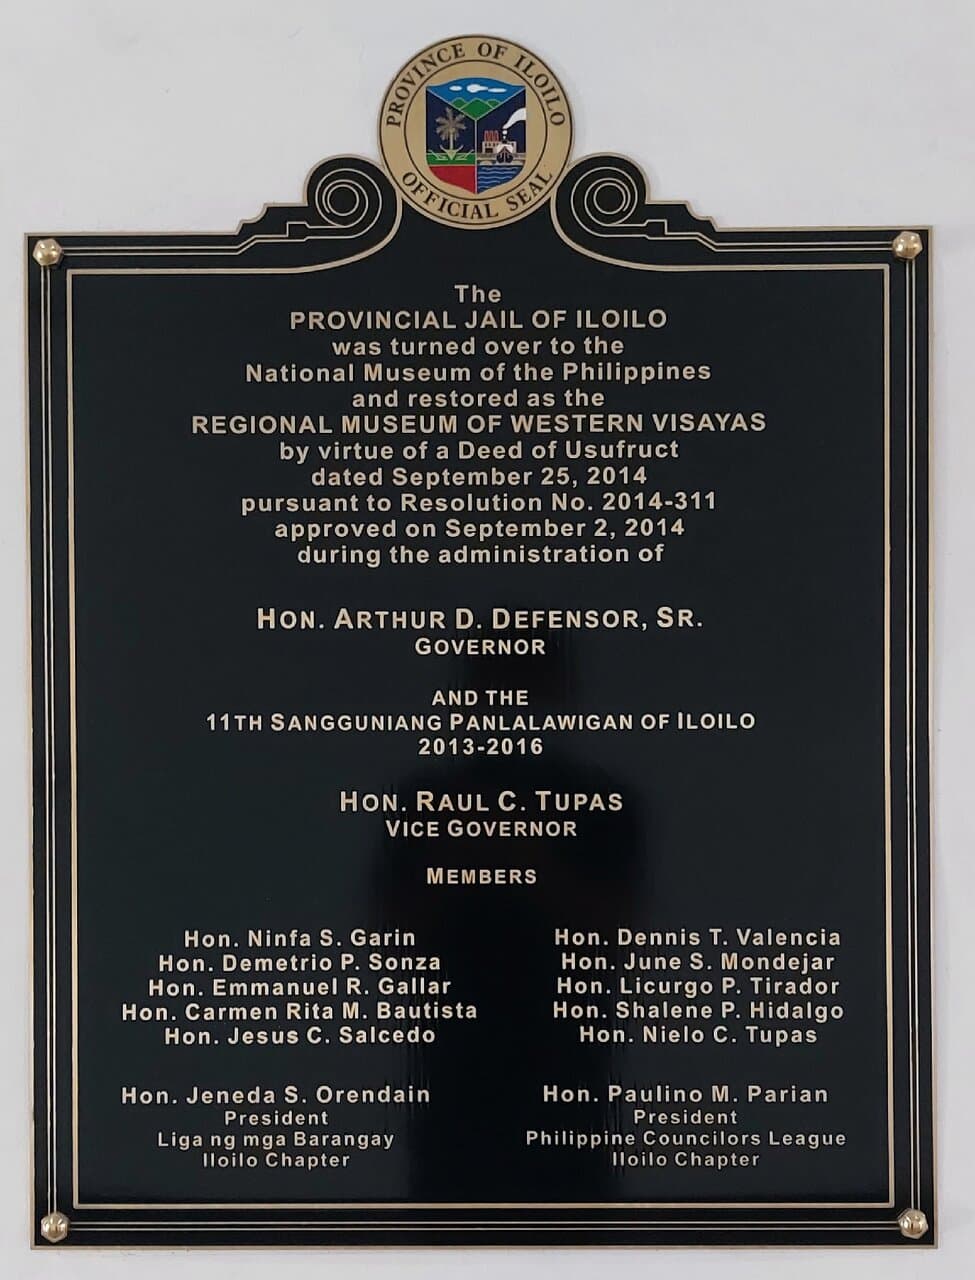 PROVINCE OF ILOILO
OFFICIAL SEAL
The
PROVINCIAL JAIL OF ILOILO
was turned over to the
National Museum of the Philippines
and restored as the
REGIONAL MUSEUM OF WESTERN VISAYAS
by virtue of a Deed of Usufruct
dated September 25, 2014
pursuant to Resolution No. 2014-311
approved on September 2, 2014
during the administration of
HON. ARTHUR D. DEFENSOR, SR.
GOVERNOR
AND THE
11TH SANGGUNIANG PANLALAWIGAN OF ILOILO
2013-2016
HON. RAUL C. TUPAS
VICE GOVERNOR
MEMBERS
Hon. Ninfa S. Garin
Hon. Demetrio P. Sonza
Hon. Emmanuel R. Gallar
Hon. Carmen Rita M. Bautista
Hon. Jesus C. Salcedo
Hon. Dennis T. Valencia
Hon. June S. Mondejar
Hon. Licurgo P. Tirador
Hon. Shalene P. Hidalgo
Hon. Nielo C. Tupas
Hon. Jeneda S. Orendain
President
Liga ng mga Barangay
Iloilo Chapter
Hon. Paulino M. Parian
President
Philippine Councilors League
Iloilo Chapter